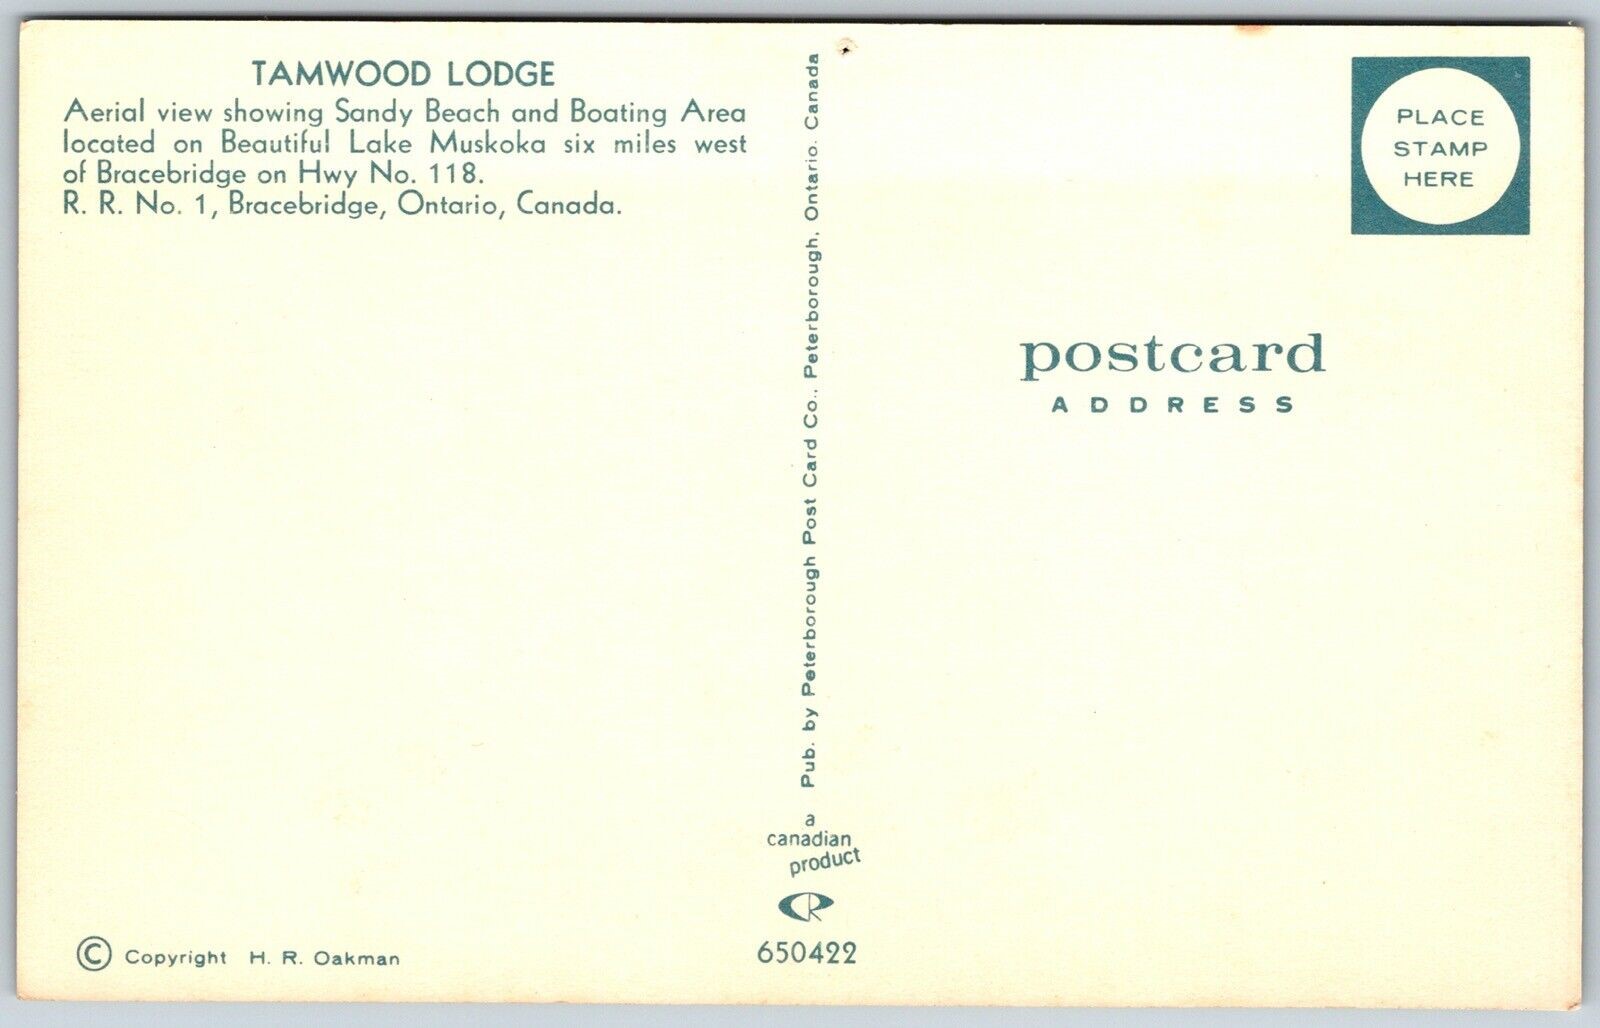 TAMWOOD LODGE
Aerial view showing Sandy Beach and Boating Area
located on Beautiful Lake Muskoka six miles west
of Bracebridge on Hwy No. 118.
R. R. No. 1, Bracebridge, Ontario, Canada.
© Copyright H. R. Oakman
Pub. by Peterborough Post Card Co., Peterborough, Ontario, Canada
a
canadian
product
CR
650422
PLACE
STAMP
HERE
postcard
ADDRESS